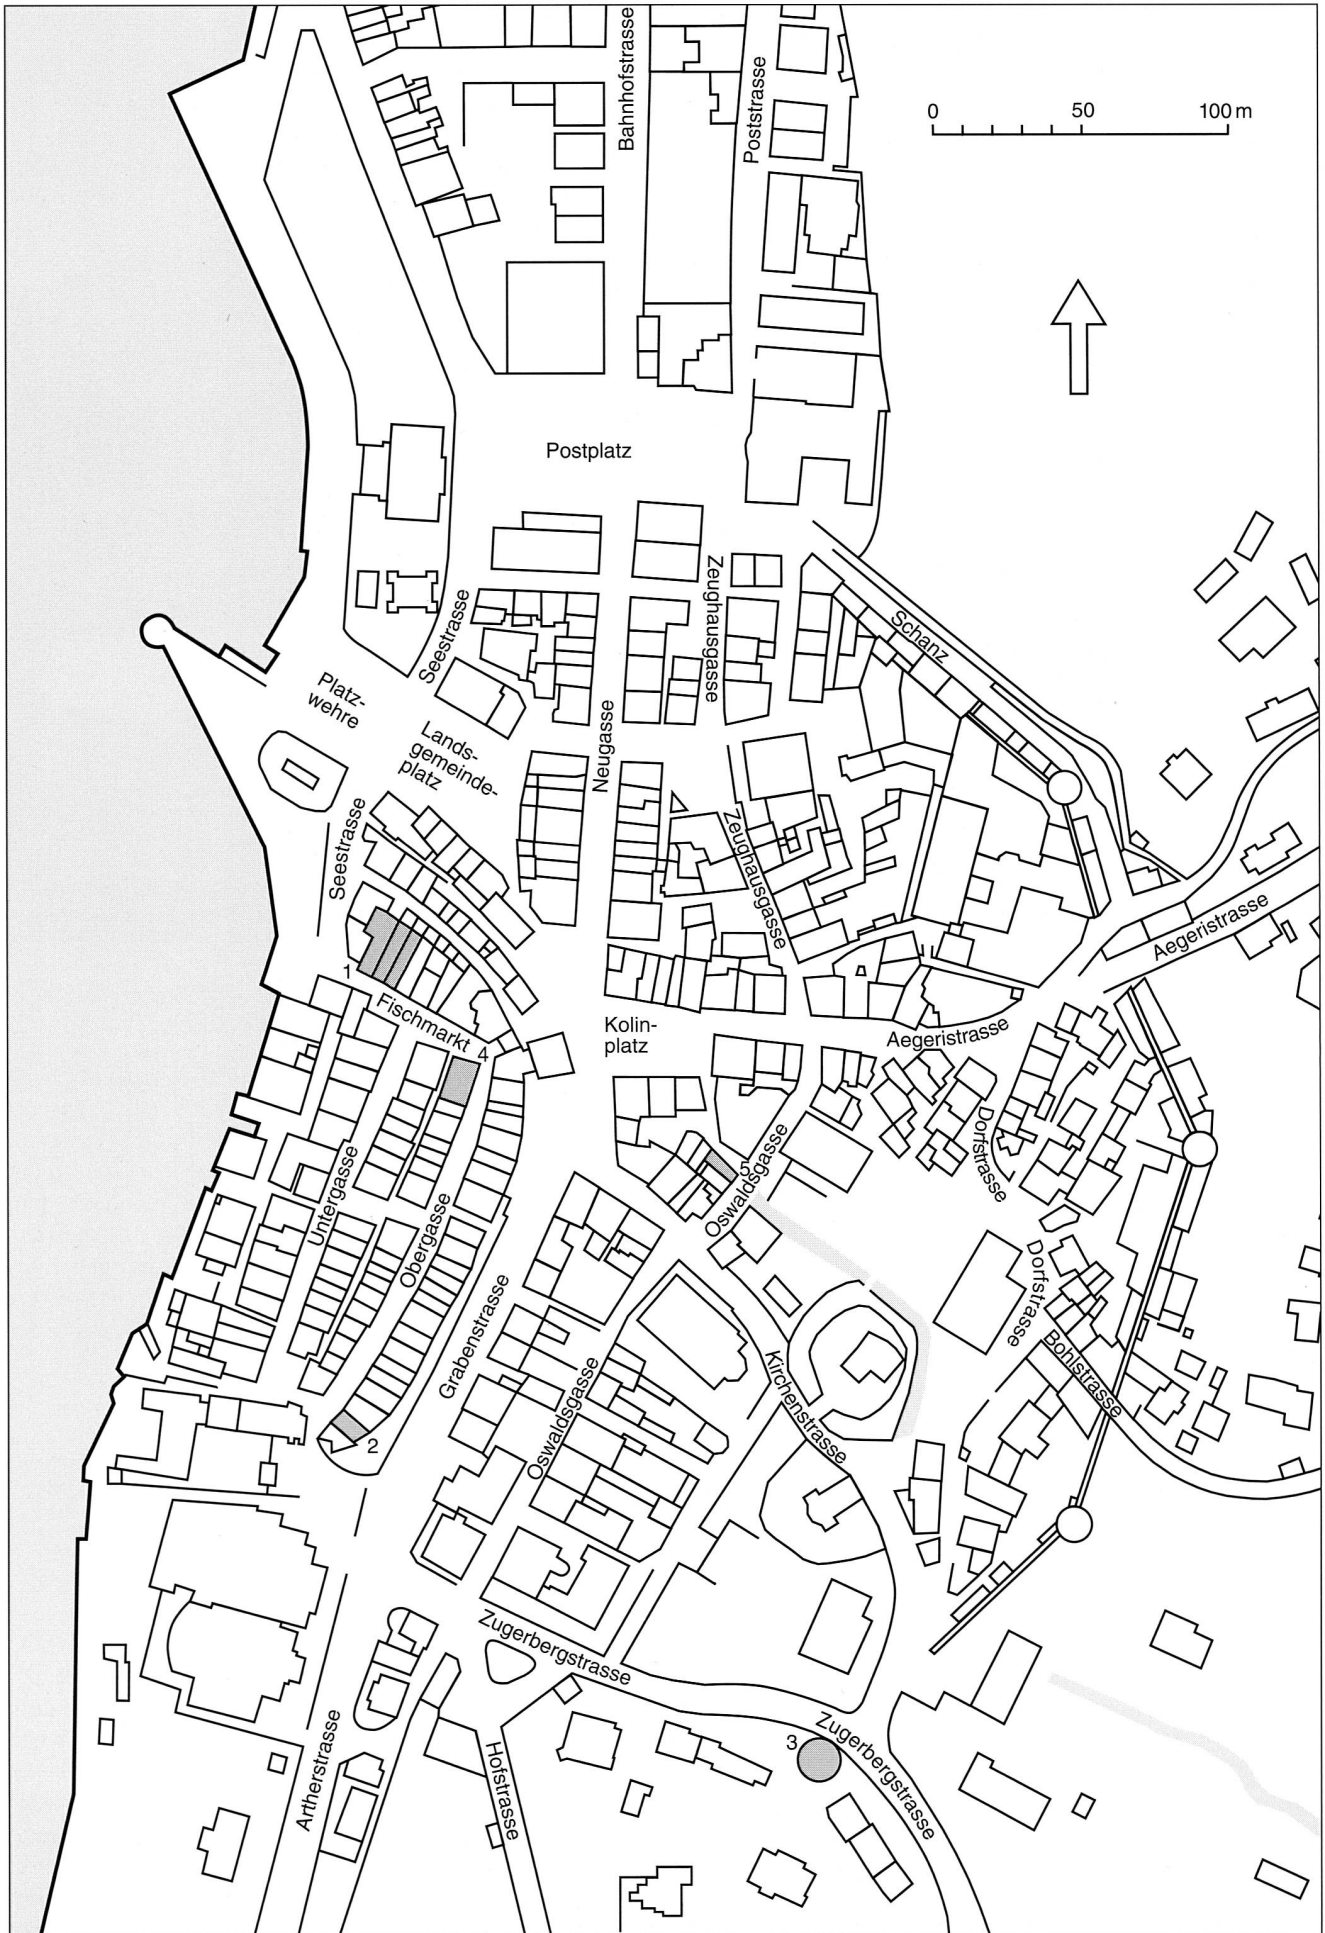 Bahnhofstrasse
Poststrasse
0 50 100 m
Postplatz
Seestrasse
Zeughausgasse
Schanz
Platz-
wehre
Lands-
gemeinde-
platz
Neugasse
Seestrasse
Zeughausgasse
Aegeristrasse
1
Fischmarkt
4
Kolin-
platz
Aegeristrasse
Untergasse
Obergasse
5
Oswaldsgasse
Dorfstrasse
Grabenstrasse
Dorfstrasse
Bohlstrasse
Kirchenstrasse
Oswaldsgasse
2
Zugerbergstrasse
Artherstrasse
Hofstrasse
3
Zugerbergstrasse